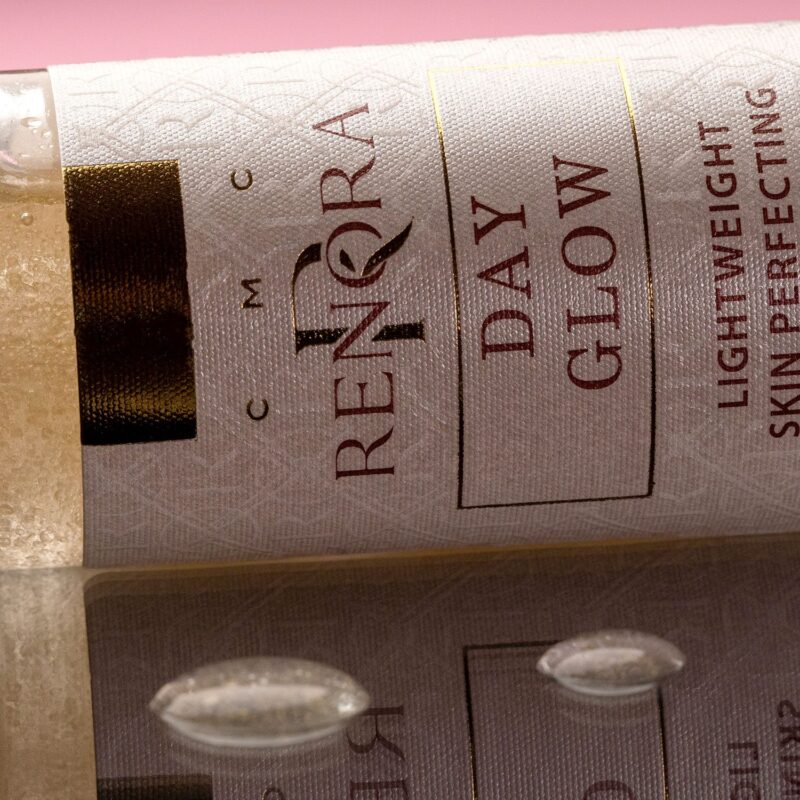 C M C
R
RENORA
DAY
GLOW
LIGHTWEIGHT
SKIN PERFECTING